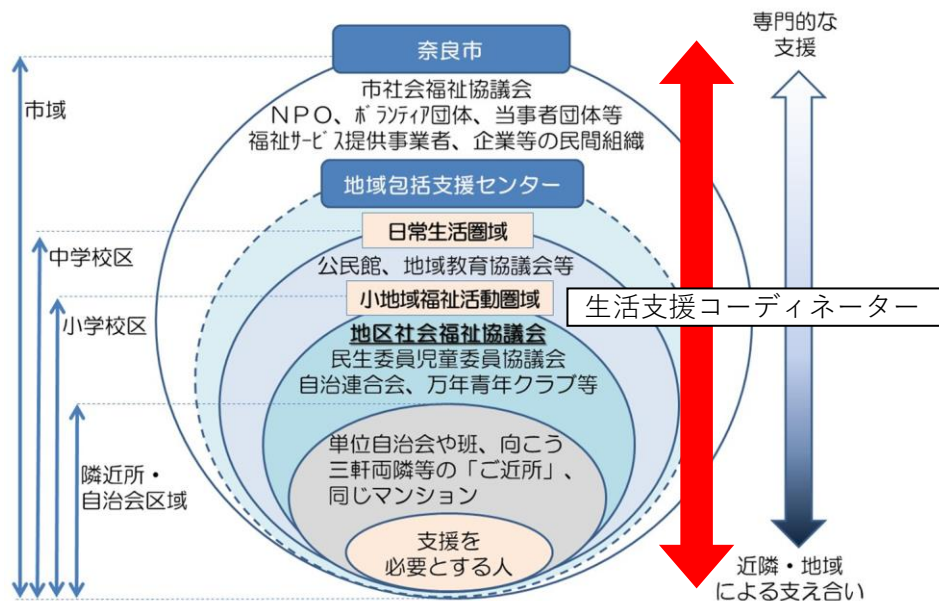 専門的な
支援
奈良市
市社会福祉協議会
NPO、ボランティア団体、当事者団体等
福祉サービス提供事業者、企業等の民間組織
市域
地域包括支援センター
日常生活圏域
中学校区
公民館、地域教育協議会等
小地域福祉活動圏域
生活支援コーディネーター
小学校区
地区社会福祉協議会
民生委員児童委員協議会
自治連合会、万年青年クラブ等
単位自治会や班、向こう
三軒両隣等の「ご近所」、
同じマンション
隣近所・
自治会区域
支援を
必要とする人
近隣・地域
による支え合い